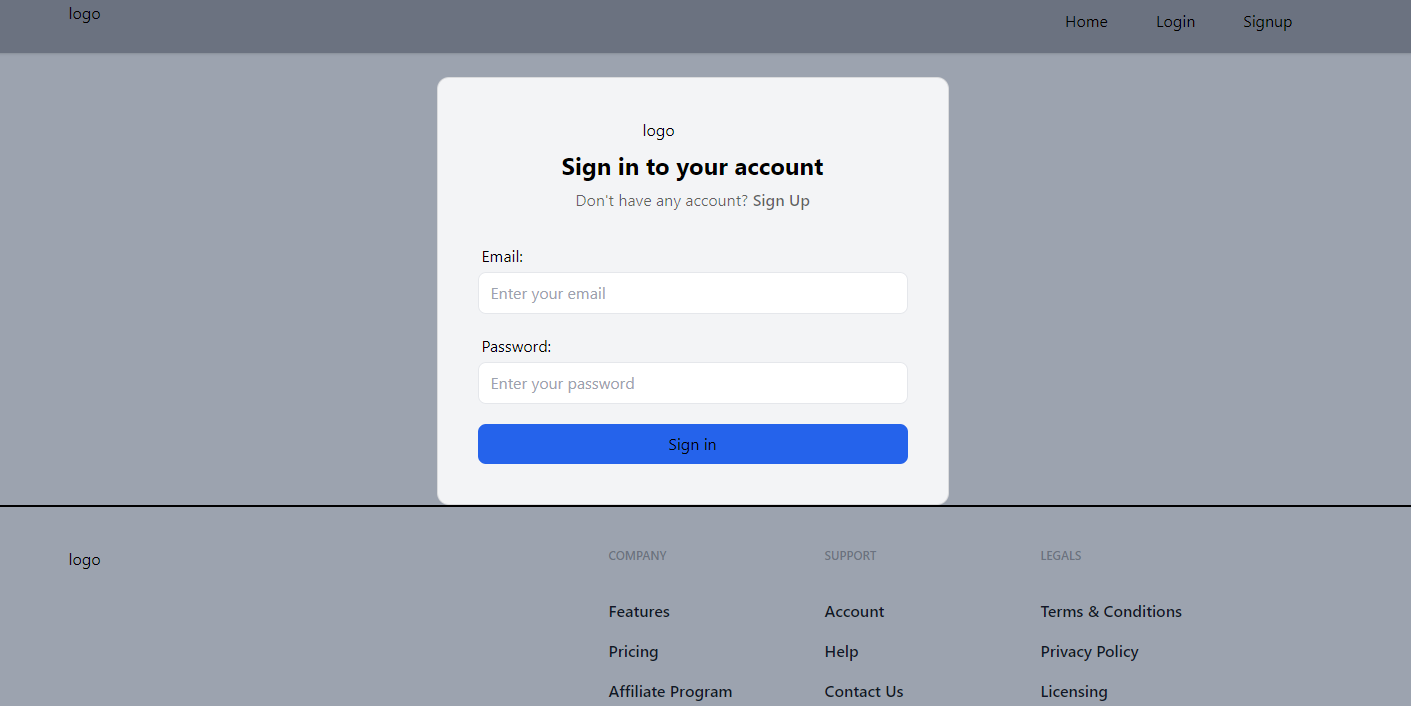 logo
Home Login Signup
logo
Sign in to your account
Don't have any account? Sign Up
Email:
Enter your email
Password:
Enter your password
Sign in
logo
COMPANY SUPPORT LEGALS
Features Account Terms & Conditions
Pricing Help Privacy Policy
Affiliate Program Contact Us Licensing